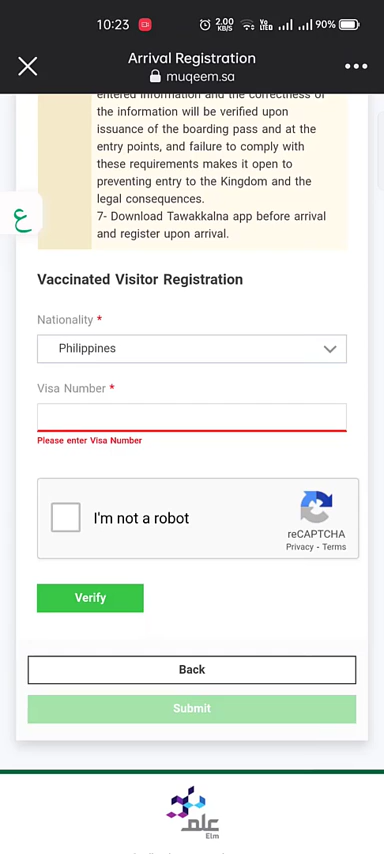 10:23
2.00 KB/S
Vo LTE
90%
Arrival Registration
muqeem.sa
entered information and the correctness of
the information will be verified upon
issuance of the boarding pass and at the
entry points, and failure to comply with
these requirements makes it open to
preventing entry to the Kingdom and the
legal consequences.
7- Download Tawakkalna app before arrival
and register upon arrival.
ع
Vaccinated Visitor Registration
Nationality *
Philippines
Visa Number *
Please enter Visa Number
I'm not a robot
reCAPTCHA
Privacy - Terms
Verify
Back
Submit
علم
Elm